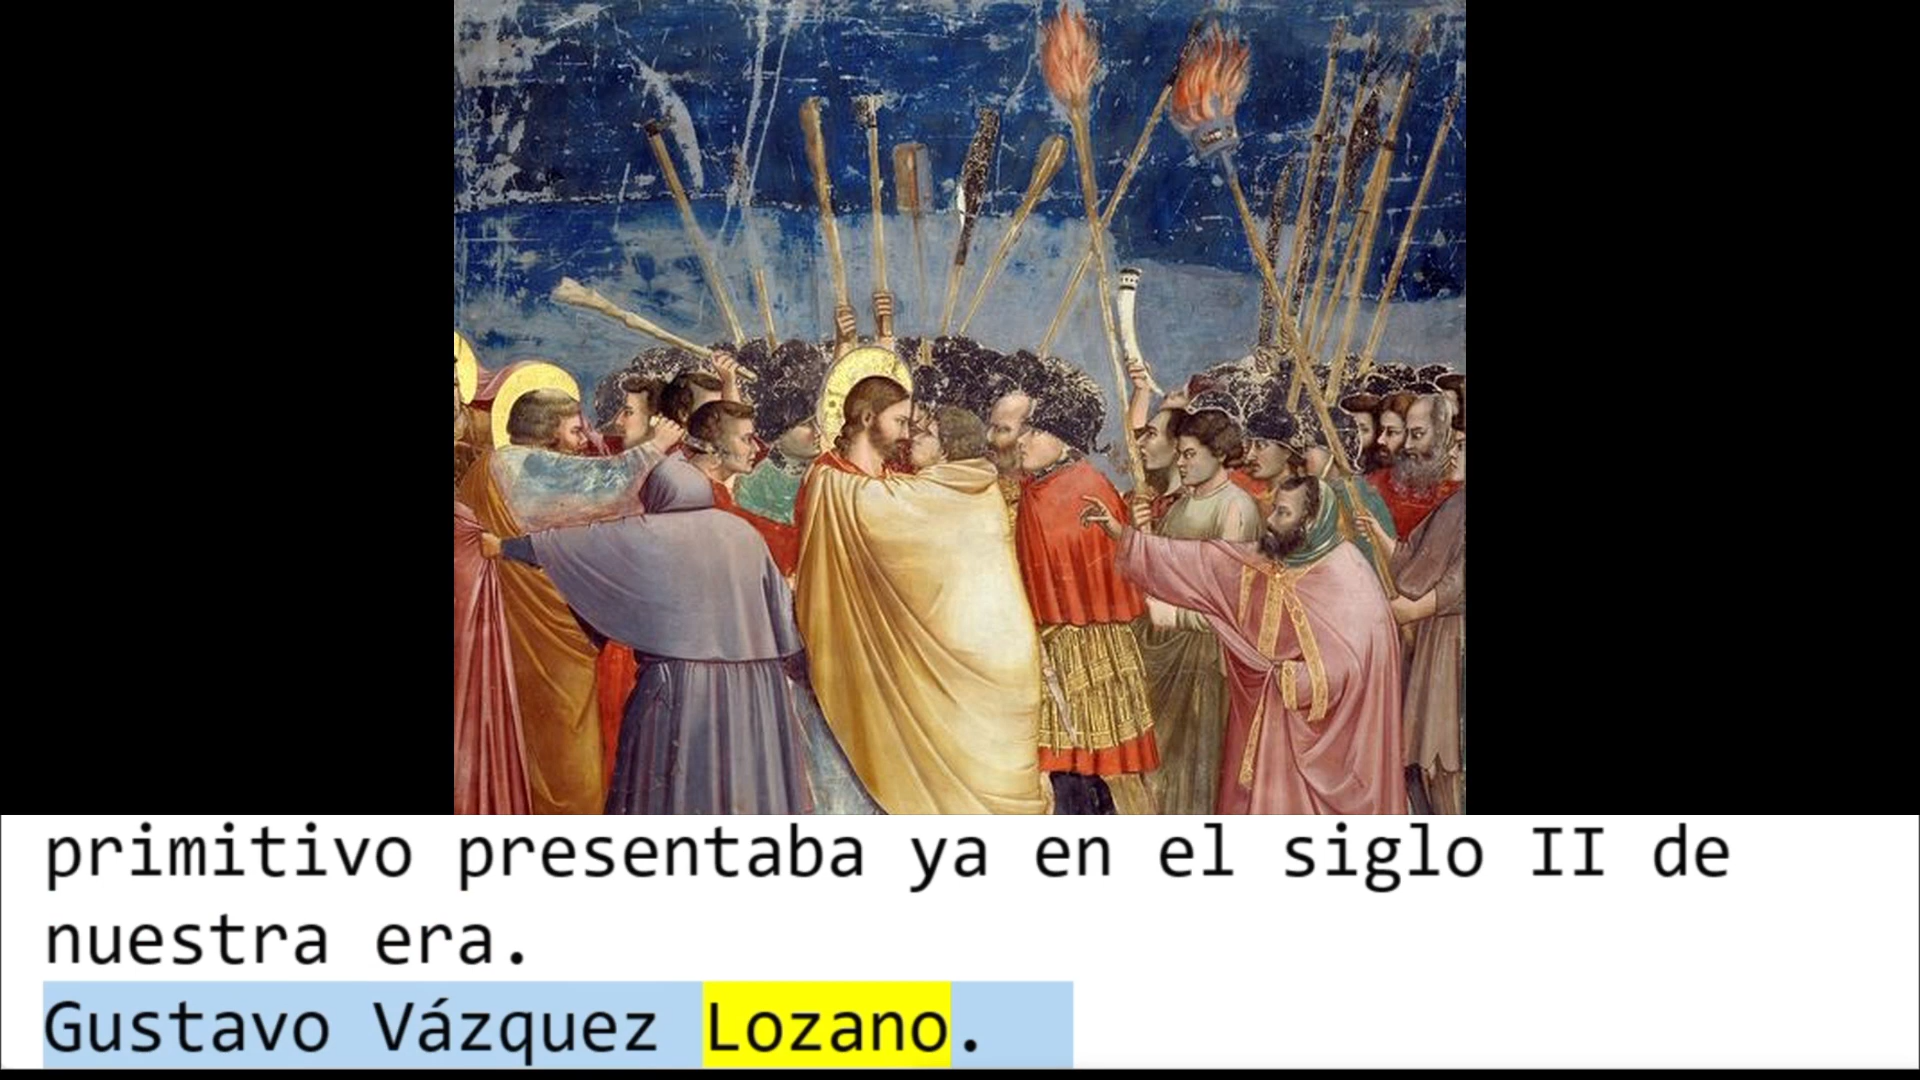 primitivo presentaba ya en el siglo II de
nuestra era.
Gustavo Vázquez Lozano.